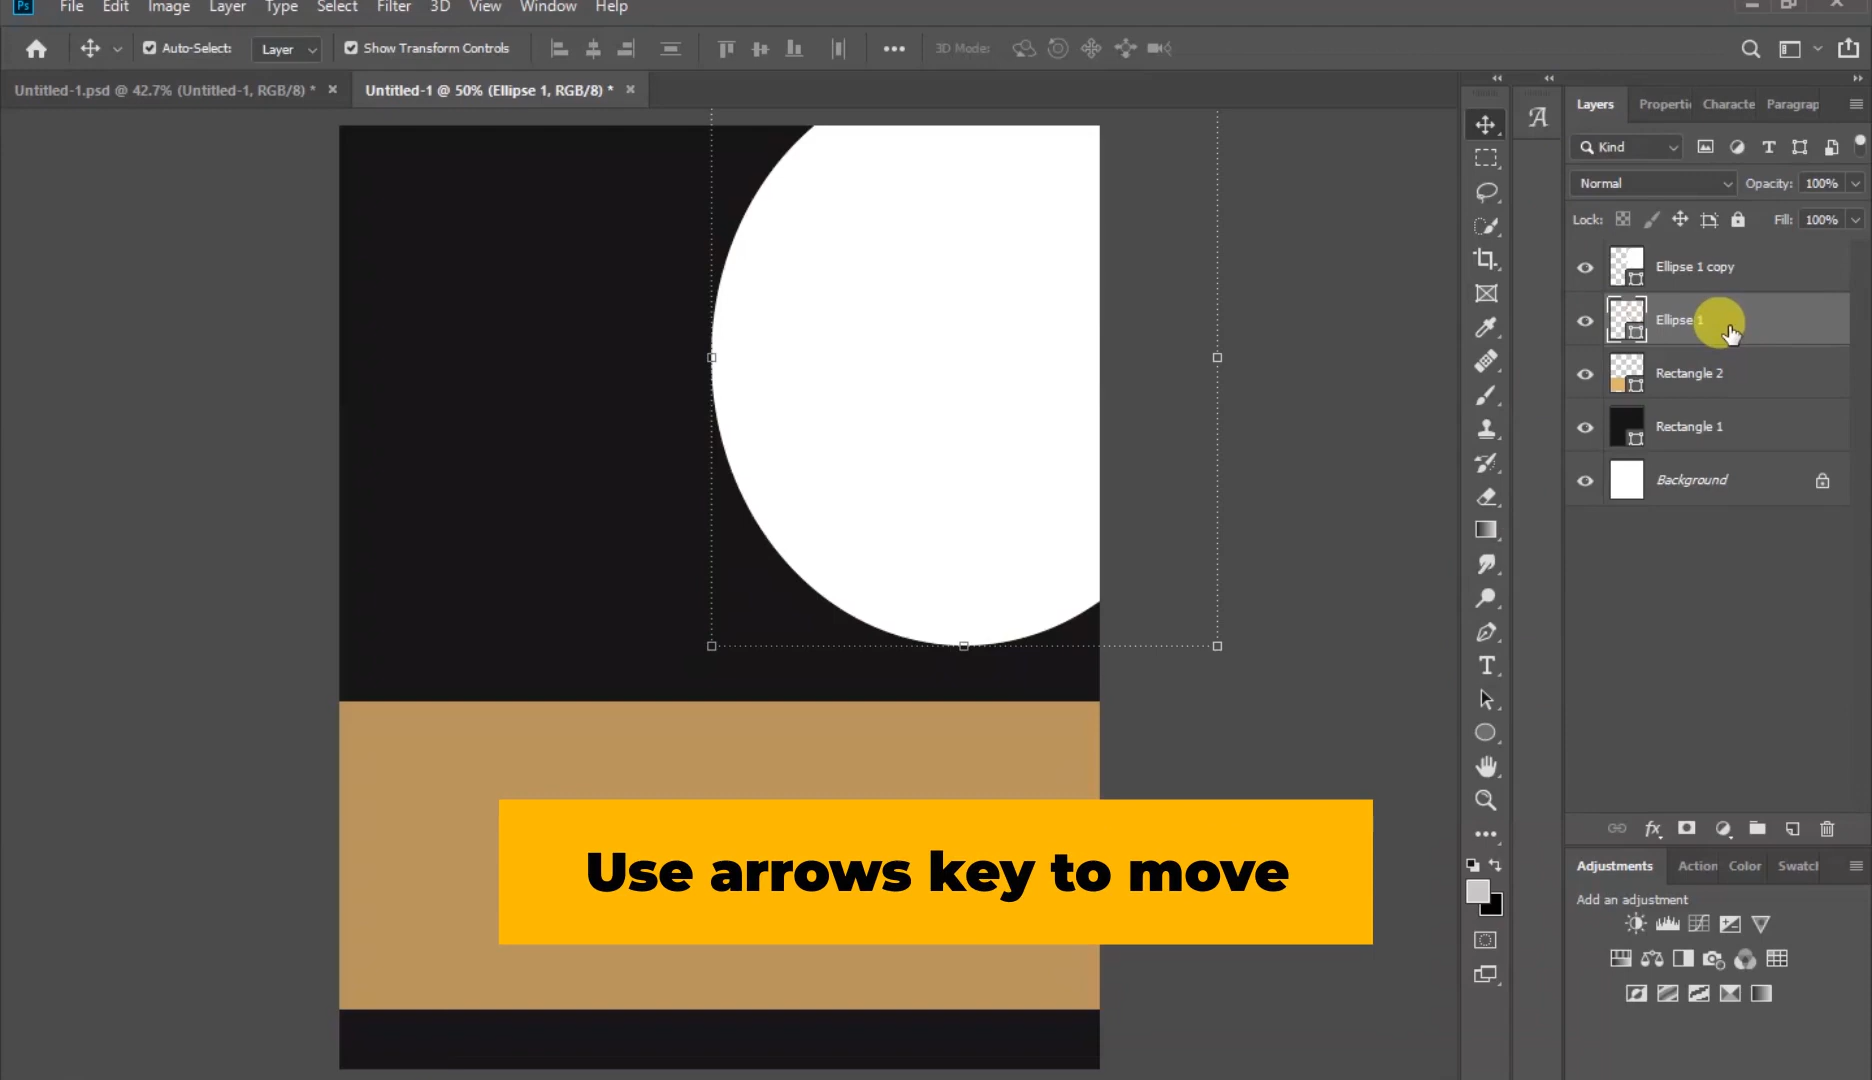 Ps File Edit Image Layer Type Select Filter 3D View Window Help
Auto-Select: Layer Show Transform Controls 3D Mode:
Untitled-1.psd @ 42.7% (Untitled-1, RGB/8) * × Untitled-1 @ 50% (Ellipse 1, RGB/8) * ×
Layers Properti Characte Paragrap
Kind
Normal Opacity: 100%
Lock: Fill: 100%
Ellipse 1 copy
Ellipse 1
Rectangle 2
Rectangle 1
Background
fx
Use arrows key to move
Adjustments Action Color Swatch
Add an adjustment